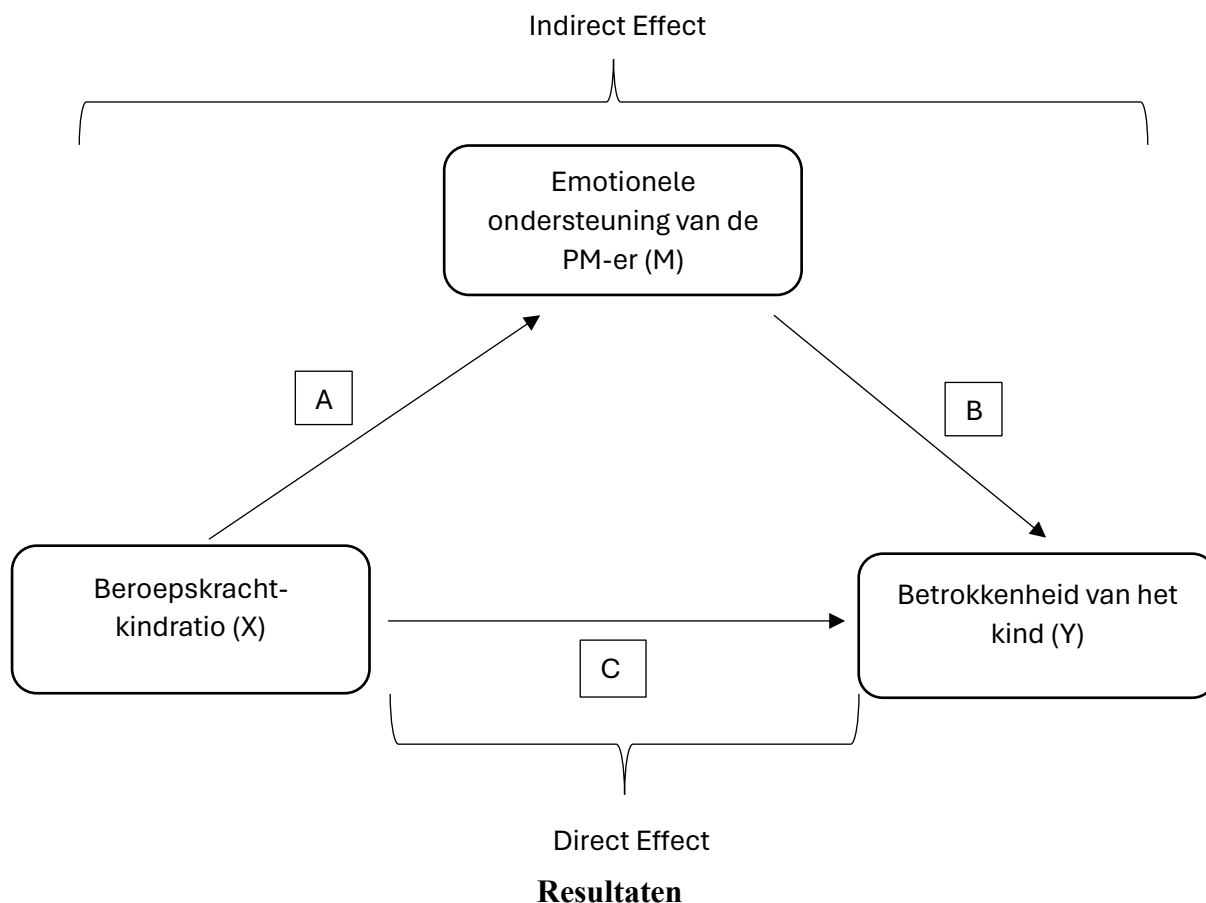 Indirect Effect
Emotionele
ondersteuning van de
PM-er (M)
A
B
Beroepskracht-
kindratio (X)
Betrokkenheid van het
kind (Y)
C
Direct Effect
Resultaten